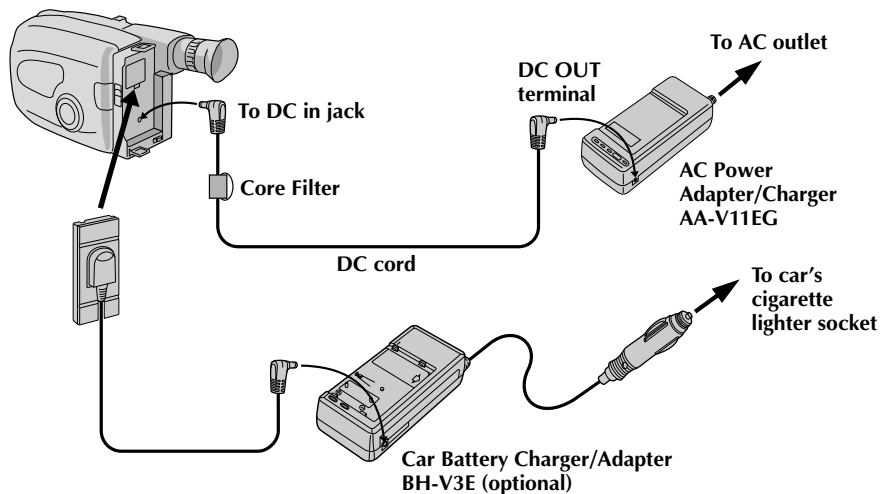 To AC outlet
DC OUT
terminal
To DC in jack
Core Filter
AC Power
Adapter/Charger
AA-V11EG
DC cord
To car's
cigarette
lighter socket
Car Battery Charger/Adapter
BH-V3E (optional)